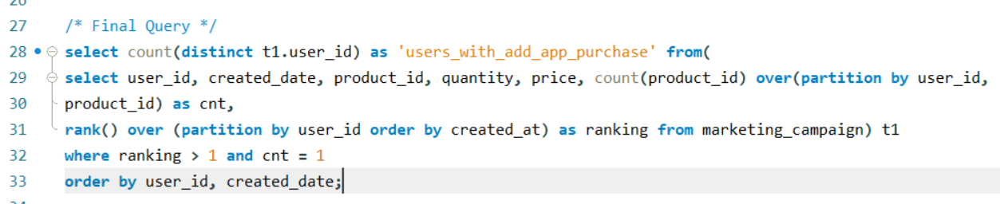 27 /* Final Query */
28 select count(distinct t1.user_id) as 'users_with_add_app_purchase' from(
29 select user_id, created_date, product_id, quantity, price, count(product_id) over(partition by user_id,
30 product_id) as cnt,
31 rank() over (partition by user_id order by created_at) as ranking from marketing_campaign) t1
32 where ranking > 1 and cnt = 1
33 order by user_id, created_date;